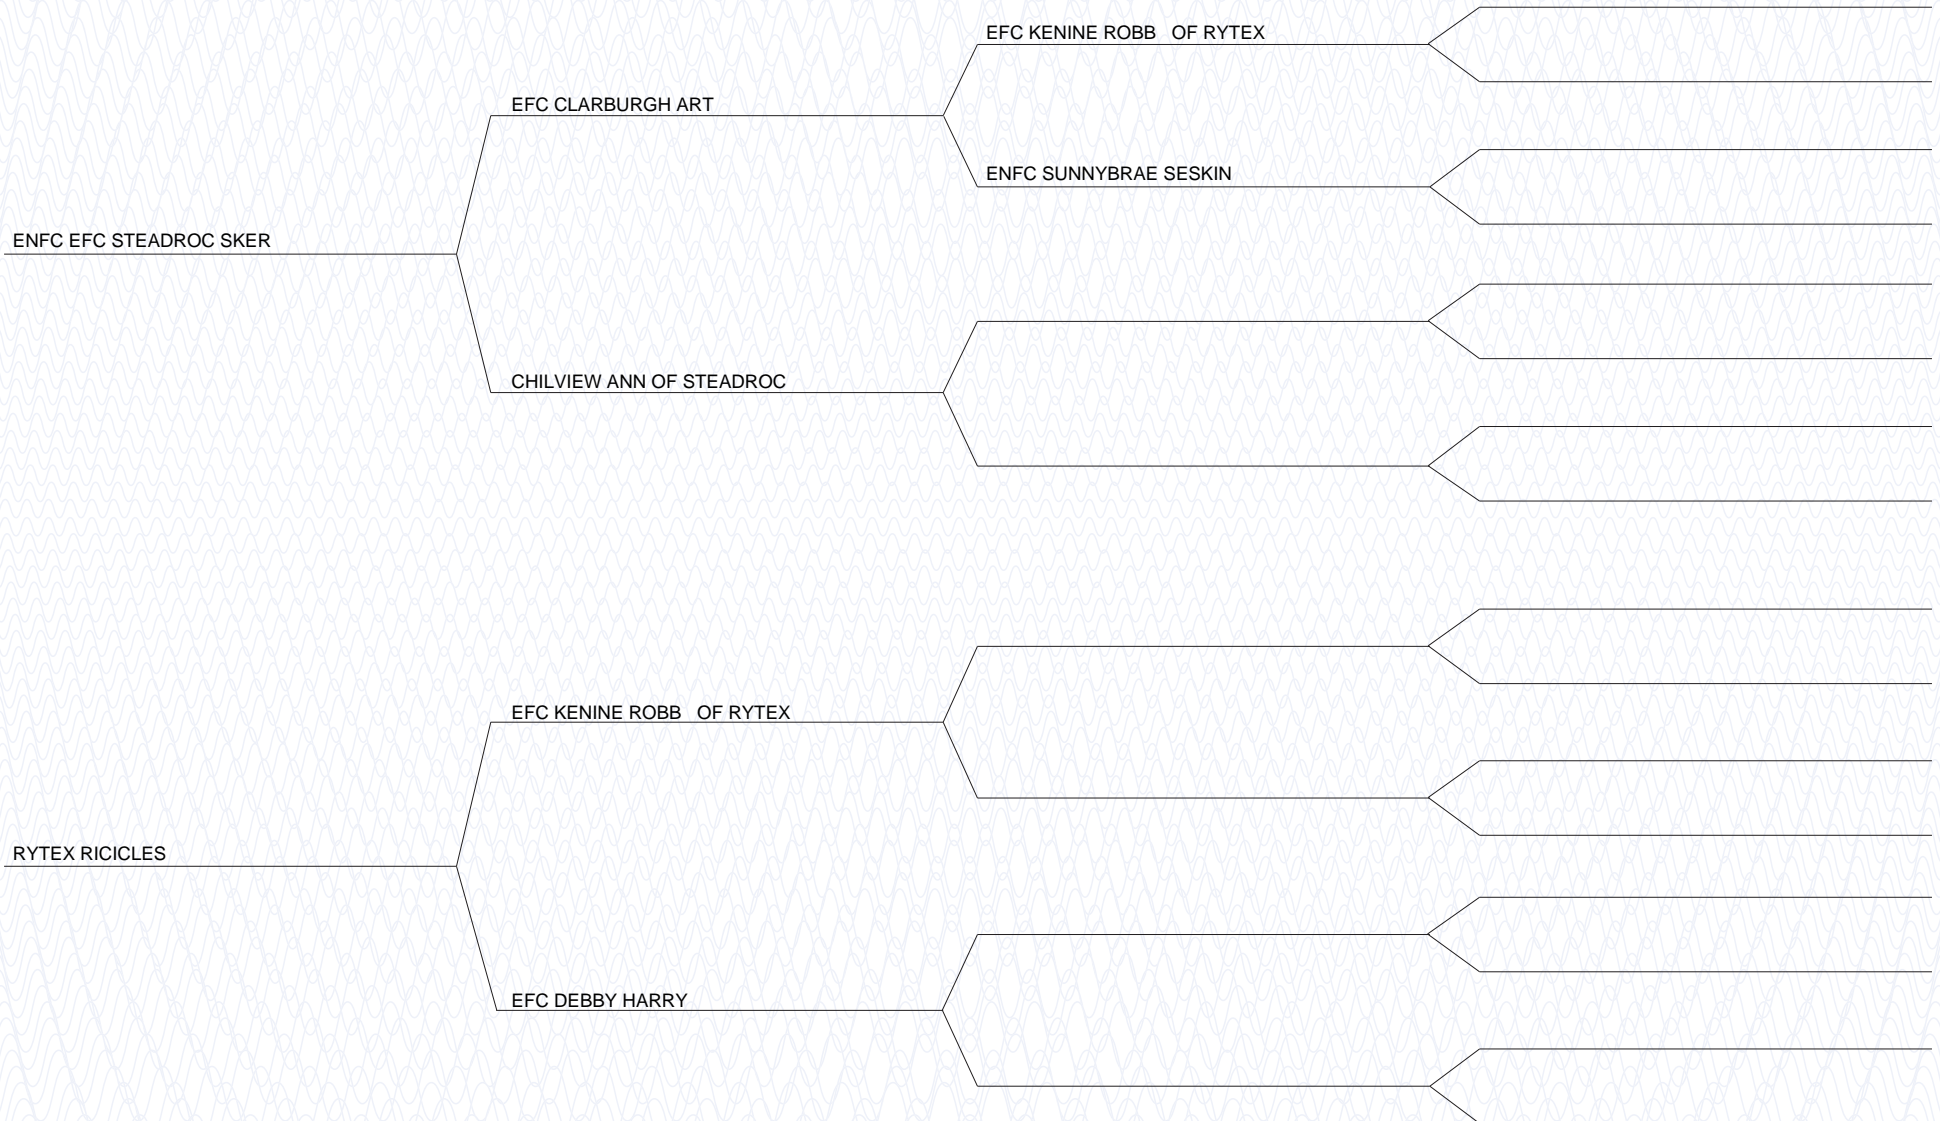 EFC KENINE ROBB   OF RYTEX
EFC CLARBURGH ART
ENFC SUNNYBRAE SESKIN
ENFC EFC STEADROC SKER
CHILVIEW ANN OF STEADROC
EFC KENINE ROBB   OF RYTEX
RYTEX RICICLES
EFC DEBBY HARRY